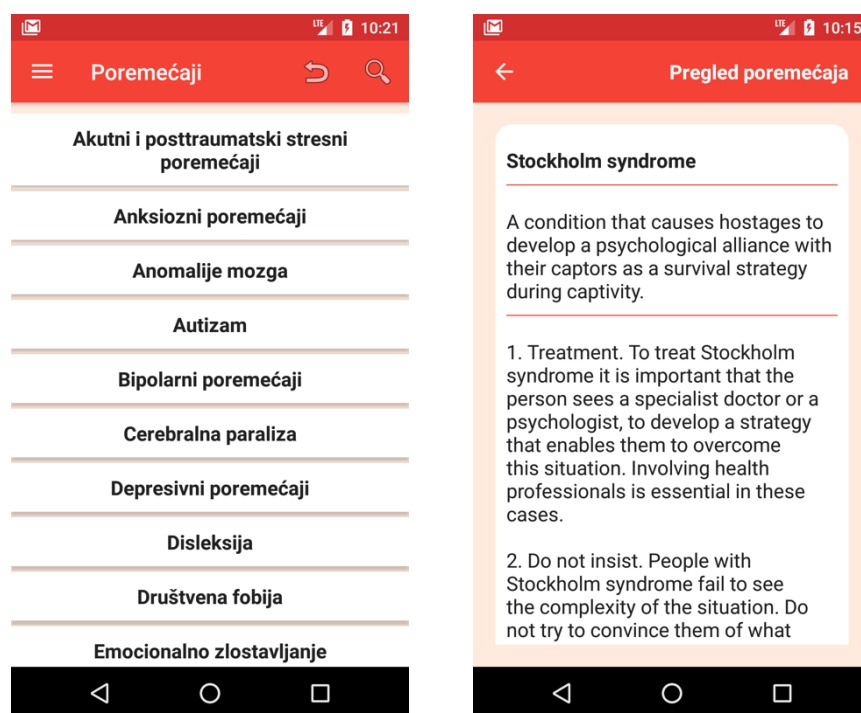 LTE 10:21
Poremećaji
Akutni i posttraumatski stresni
poremećaji
Anksiozni poremećaji
Anomalije mozga
Autizam
Bipolarni poremećaji
Cerebralna paraliza
Depresivni poremećaji
Disleksija
Društvena fobija
Emocionalno zlostavljanje
LTE 10:15
Pregled poremećaja
Stockholm syndrome
A condition that causes hostages to
develop a psychological alliance with
their captors as a survival strategy
during captivity.
1. Treatment. To treat Stockholm
syndrome it is important that the
person sees a specialist doctor or a
psychologist, to develop a strategy
that enables them to overcome
this situation. Involving health
professionals is essential in these
cases.
2. Do not insist. People with
Stockholm syndrome fail to see
the complexity of the situation. Do
not try to convince them of what